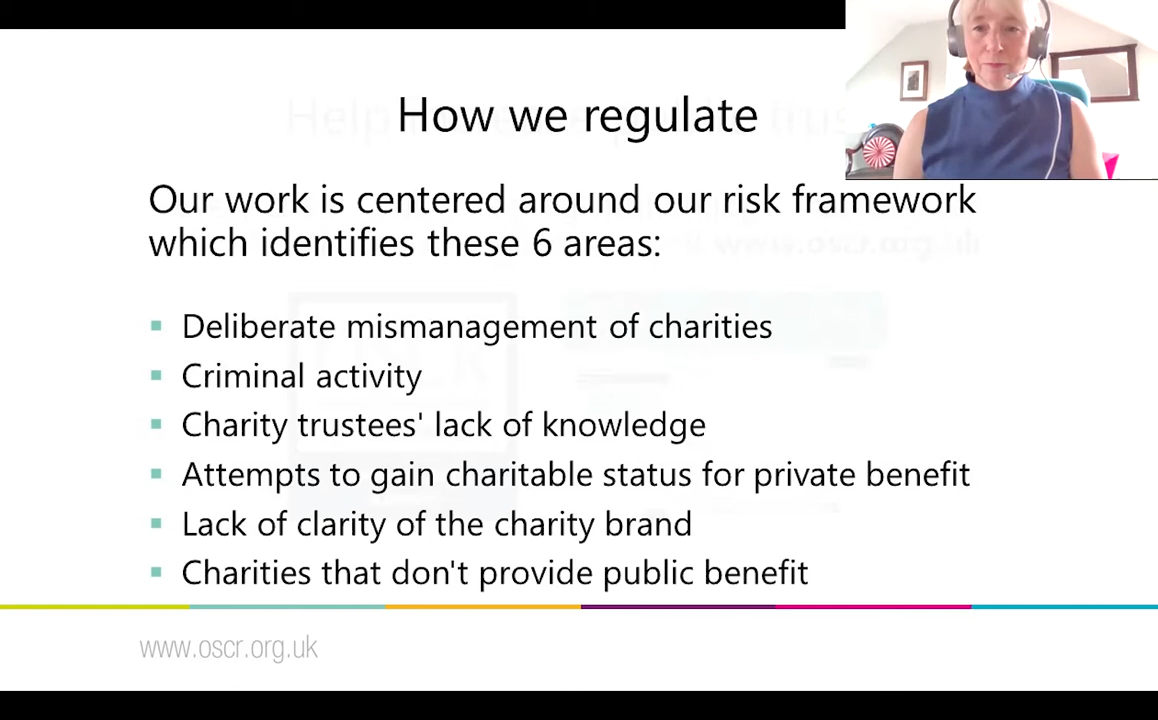 How we regulate
Our work is centered around our risk framework
which identifies these 6 areas:
Deliberate mismanagement of charities
Criminal activity
Charity trustees' lack of knowledge
Attempts to gain charitable status for private benefit
Lack of clarity of the charity brand
Charities that don't provide public benefit
www.oscr.org.uk